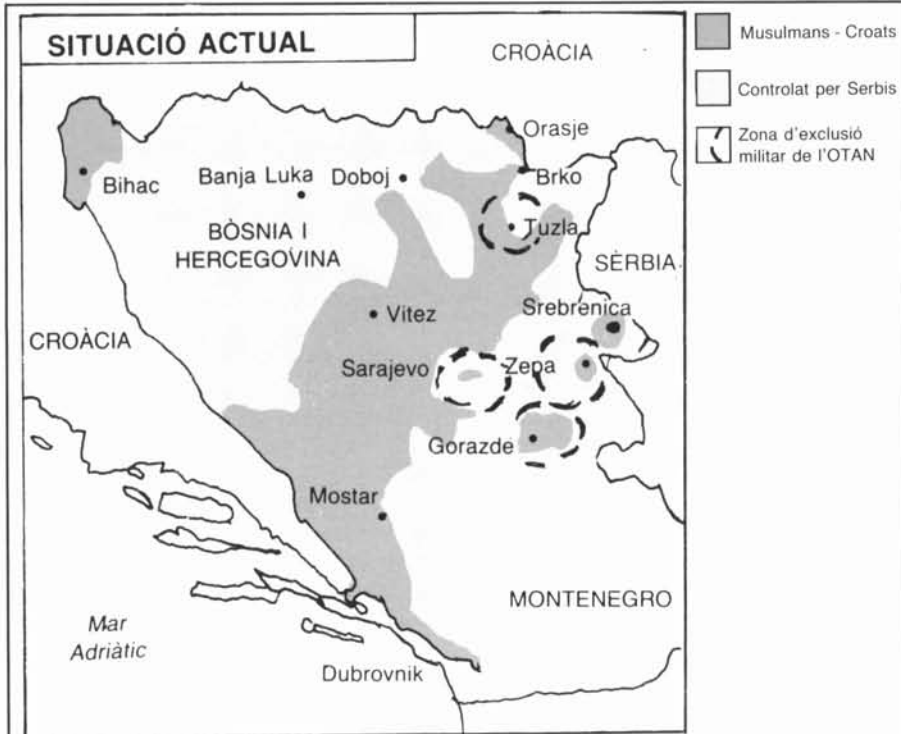 SITUACIÓ ACTUAL
CROÀCIA
Orasje
Bihac
Banja Luka
Doboj
Brko
BÒSNIA I
HERCEGOVINA
Tuzla
SÈRBIA
Vitez
Srebrenica
CROÀCIA
Sarajevo
Zepa
Gorazde
Mostar
MONTENEGRO
Mar
Adriàtic
Dubrovnik
Musulmans - Croats
Controlat per Serbis
Zona d'exclusió
militar de l'OTAN